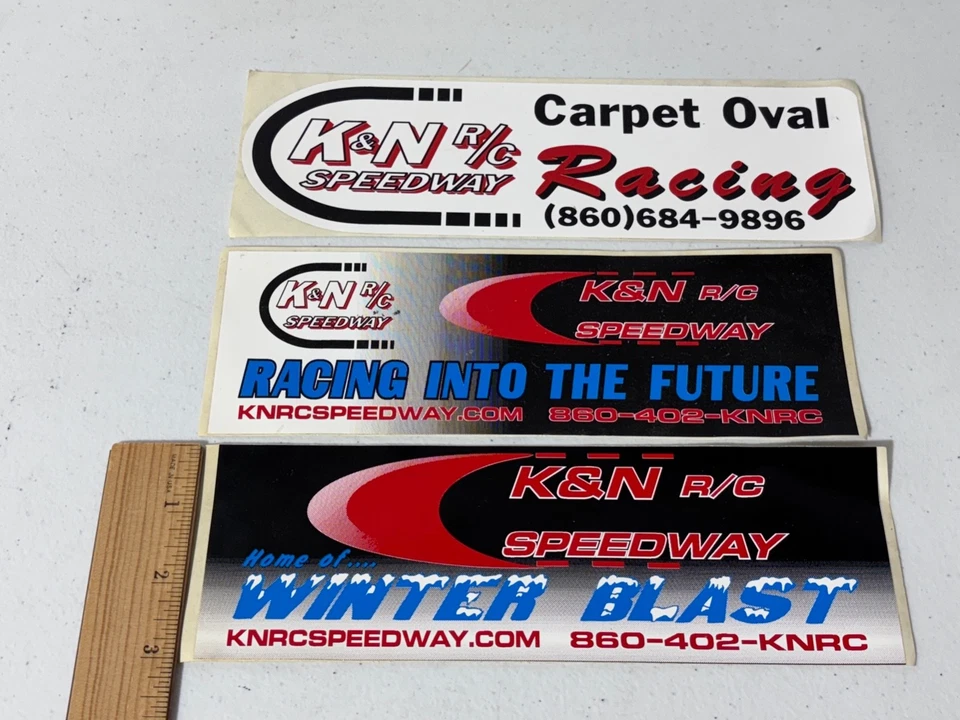 K&N R/C
SPEEDWAY
Carpet Oval
Racing
(860)684-9896
K&N R/C
SPEEDWAY
K&N R/C
SPEEDWAY
RACING INTO THE FUTURE
KNRCSPEEDWAY.COM 860-402-KNRC
K&N R/C
SPEEDWAY
Home of....
WINTER BLAST
KNRCSPEEDWAY.COM 860-402-KNRC
1
2
3